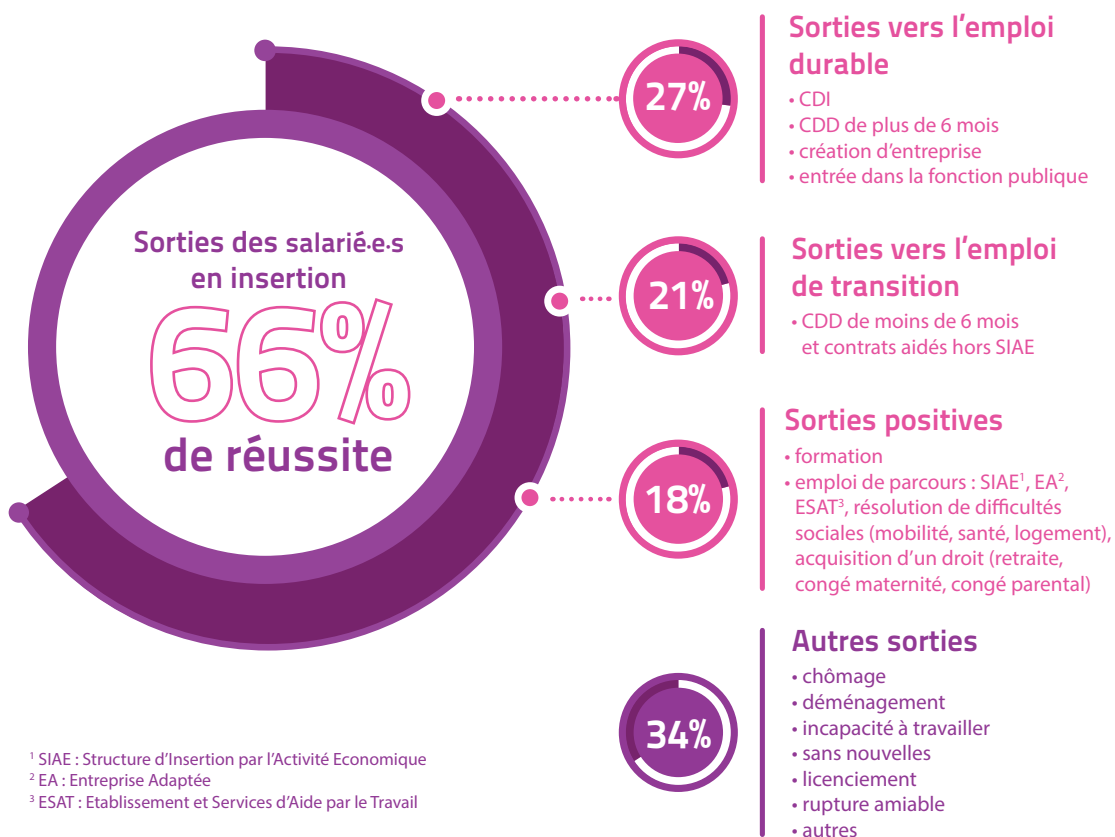 Sorties des salarié·e·s
en insertion
66%
de réussite
27%
Sorties vers l'emploi
durable
• CDI
• CDD de plus de 6 mois
• création d'entreprise
• entrée dans la fonction publique
21%
Sorties vers l'emploi
de transition
• CDD de moins de 6 mois
et contrats aidés hors SIAE
18%
Sorties positives
• formation
• emploi de parcours : SIAE¹, EA²,
ESAT³, résolution de difficultés
sociales (mobilité, santé, logement),
acquisition d'un droit (retraite,
congé maternité, congé parental)
34%
Autres sorties
• chômage
• déménagement
• incapacité à travailler
• sans nouvelles
• licenciement
• rupture amiable
• autres
¹ SIAE : Structure d'Insertion par l'Activité Economique
² EA : Entreprise Adaptée
³ ESAT : Etablissement et Services d'Aide par le Travail